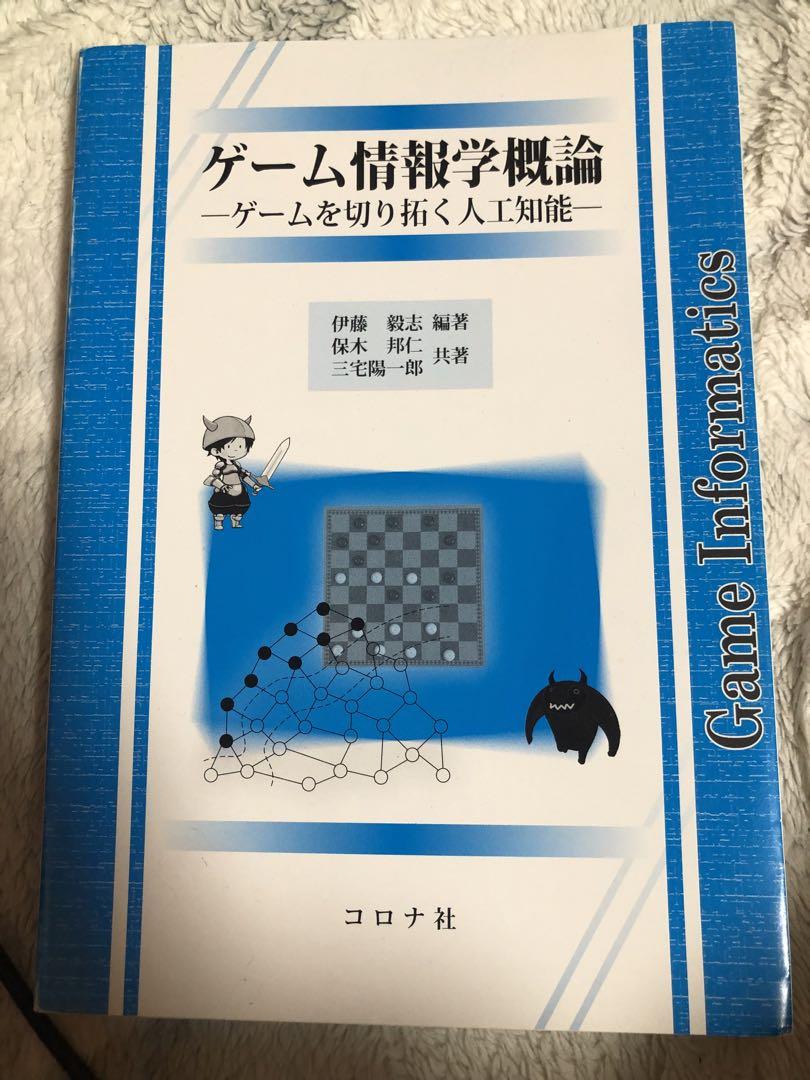 ゲーム情報学概論
―ゲームを切り拓く人工知能―
伊藤 毅志 編著
保木 邦仁
三宅陽一郎 共著
コロナ社
Game Informatics